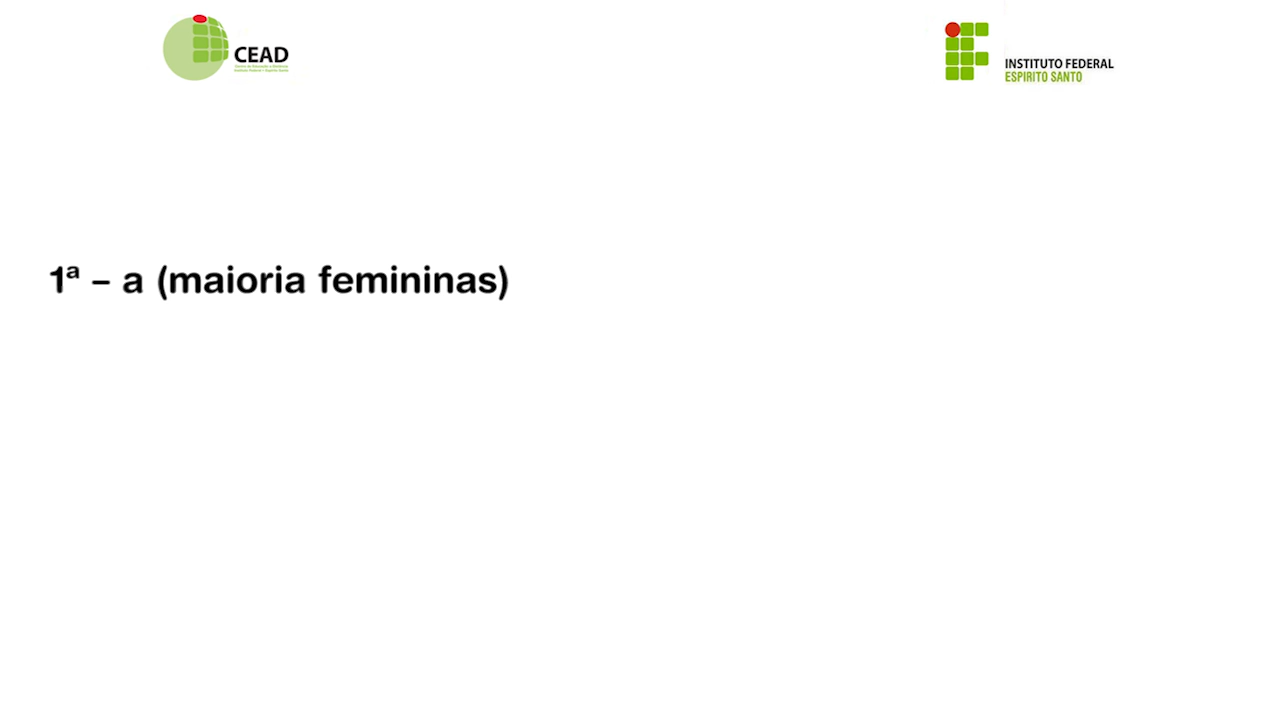 CEAD
INSTITUTO FEDERAL
ESPIRITO SANTO
1ª – a (maioria femininas)